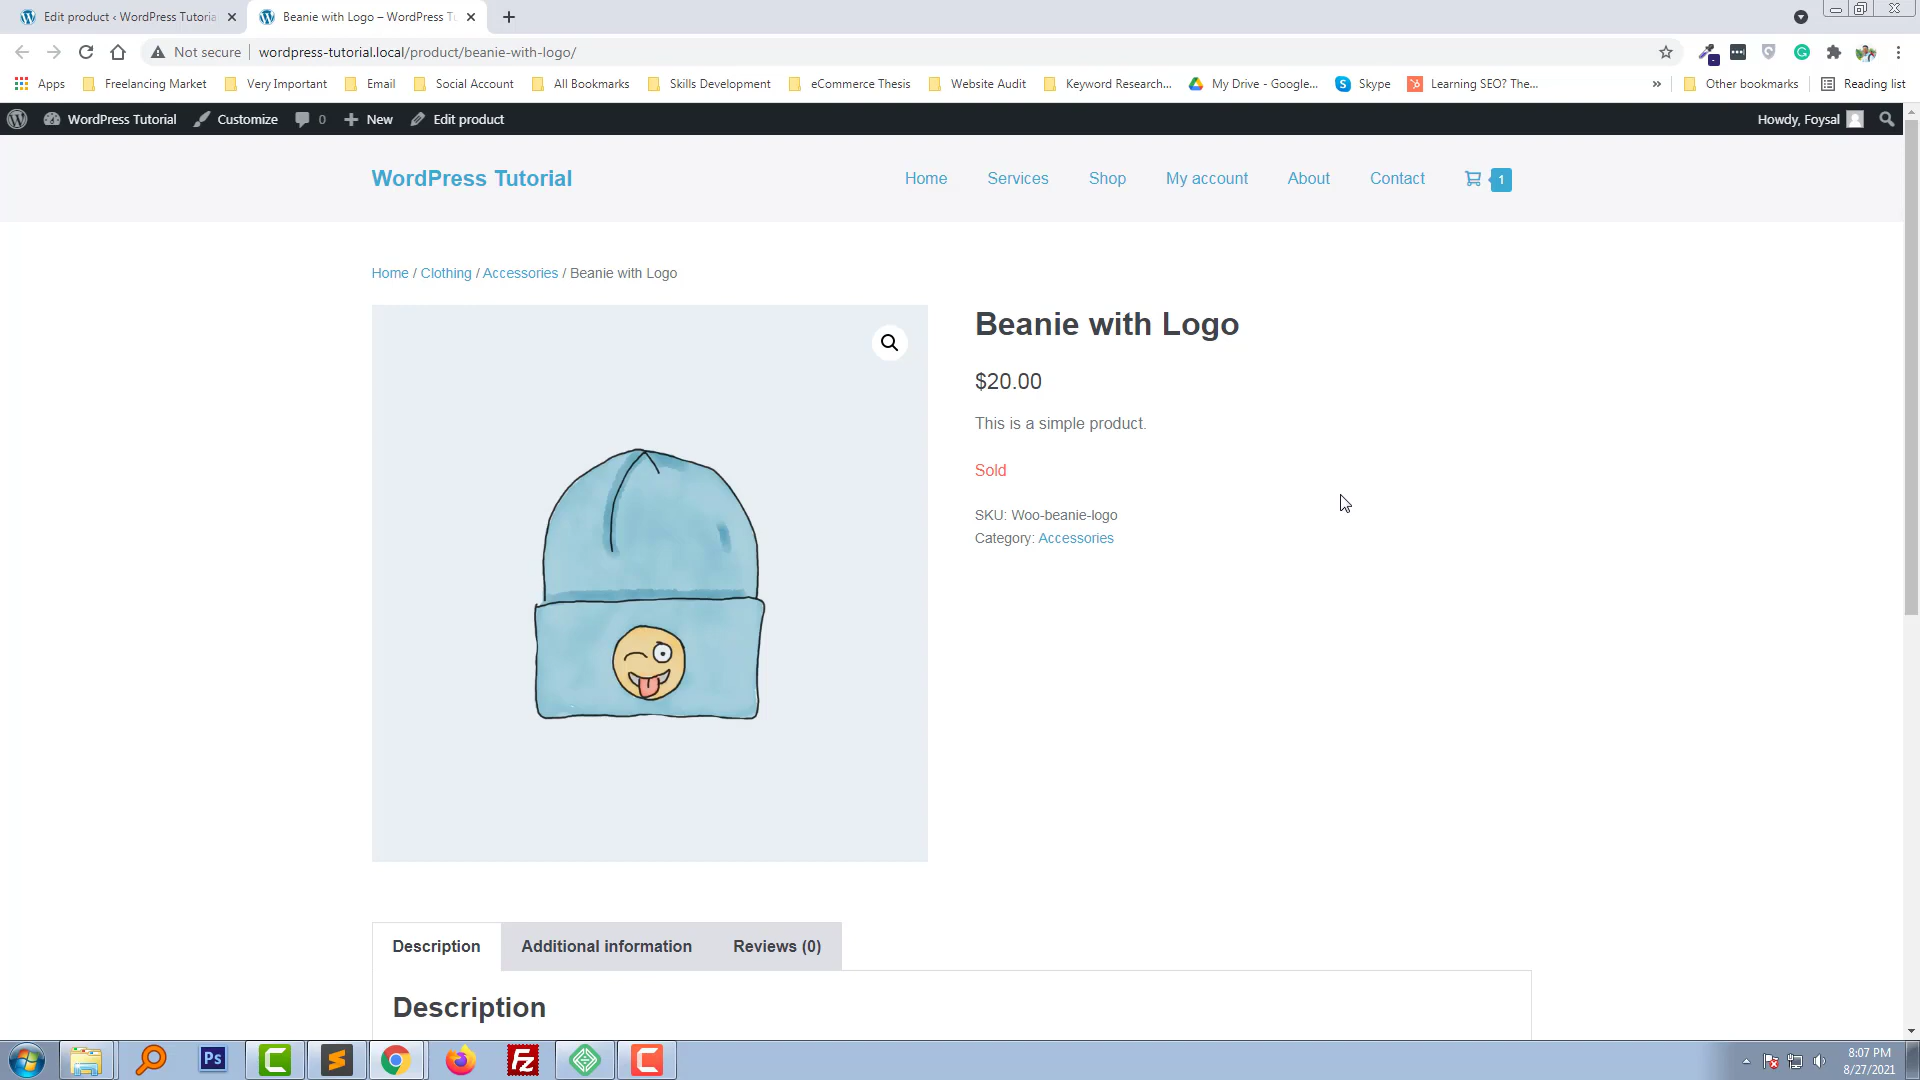 Edit product ‹ WordPress Tutoria
Beanie with Logo – WordPress Tu
Not secure
wordpress-tutorial.local/product/beanie-with-logo/
Apps
Freelancing Market
Very Important
Email
Social Account
All Bookmarks
Skills Development
eCommerce Thesis
Website Audit
Keyword Research...
My Drive - Google...
Skype
Learning SEO? The...
»
Other bookmarks
Reading list
WordPress Tutorial
Customize
0
New
Edit product
Howdy, Foysal
WordPress Tutorial
Home
Services
Shop
My account
About
Contact
1
Home / Clothing / Accessories / Beanie with Logo
Beanie with Logo
$20.00
This is a simple product.
Sold
SKU: Woo-beanie-logo
Category: Accessories
Description
Additional information
Reviews (0)
Description
Ps
Fz
8:07 PM
8/27/2021